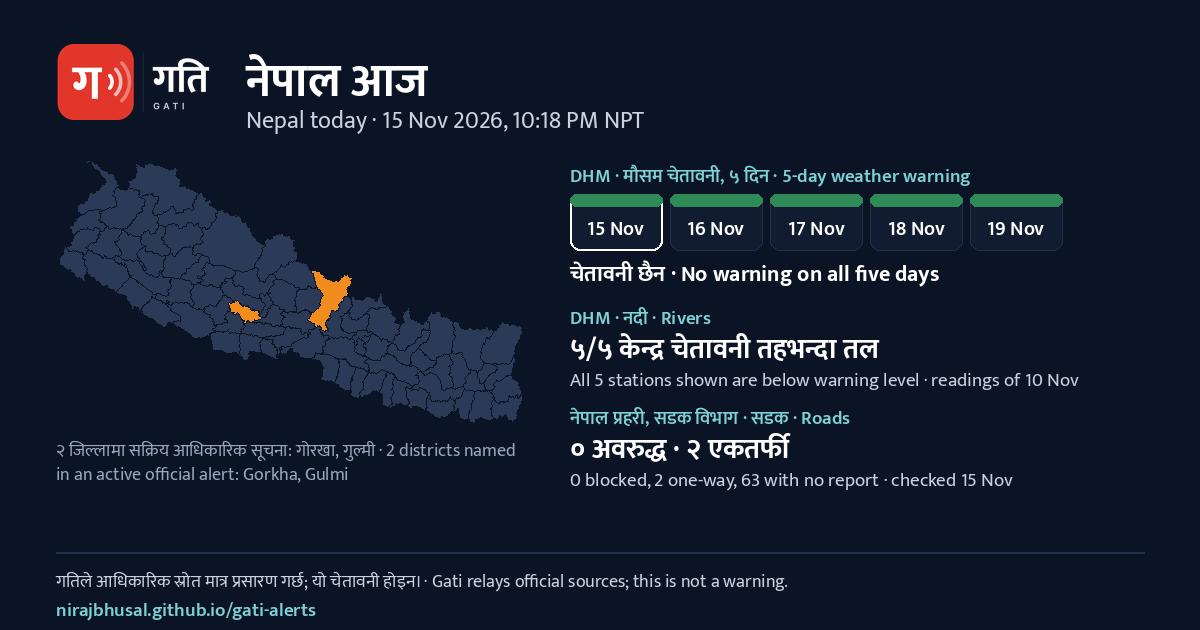 ग
गति
GATI
नेपाल आज
Nepal today · 15 Nov 2026, 10:18 PM NPT
DHM · मौसम चेतावनी, ५ दिन · 5-day weather warning
15 Nov
16 Nov
17 Nov
18 Nov
19 Nov
चेतावनी छैन · No warning on all five days
DHM · नदी · Rivers
५/५ केन्द्र चेतावनी तहभन्दा तल
All 5 stations shown are below warning level · readings of 10 Nov
नेपाल प्रहरी, सडक विभाग · सडक · Roads
० अवरुद्ध · २ एकतर्फी
0 blocked, 2 one-way, 63 with no report · checked 15 Nov
२ जिल्लामा सक्रिय आधिकारिक सूचना: गोरखा, गुल्मी · 2 districts named
in an active official alert: Gorkha, Gulmi
गतिले आधिकारिक स्रोत मात्र प्रसारण गर्छ; यो चेतावनी होइन। · Gati relays official sources; this is not a warning.
nirajbhusal.github.io/gati-alerts